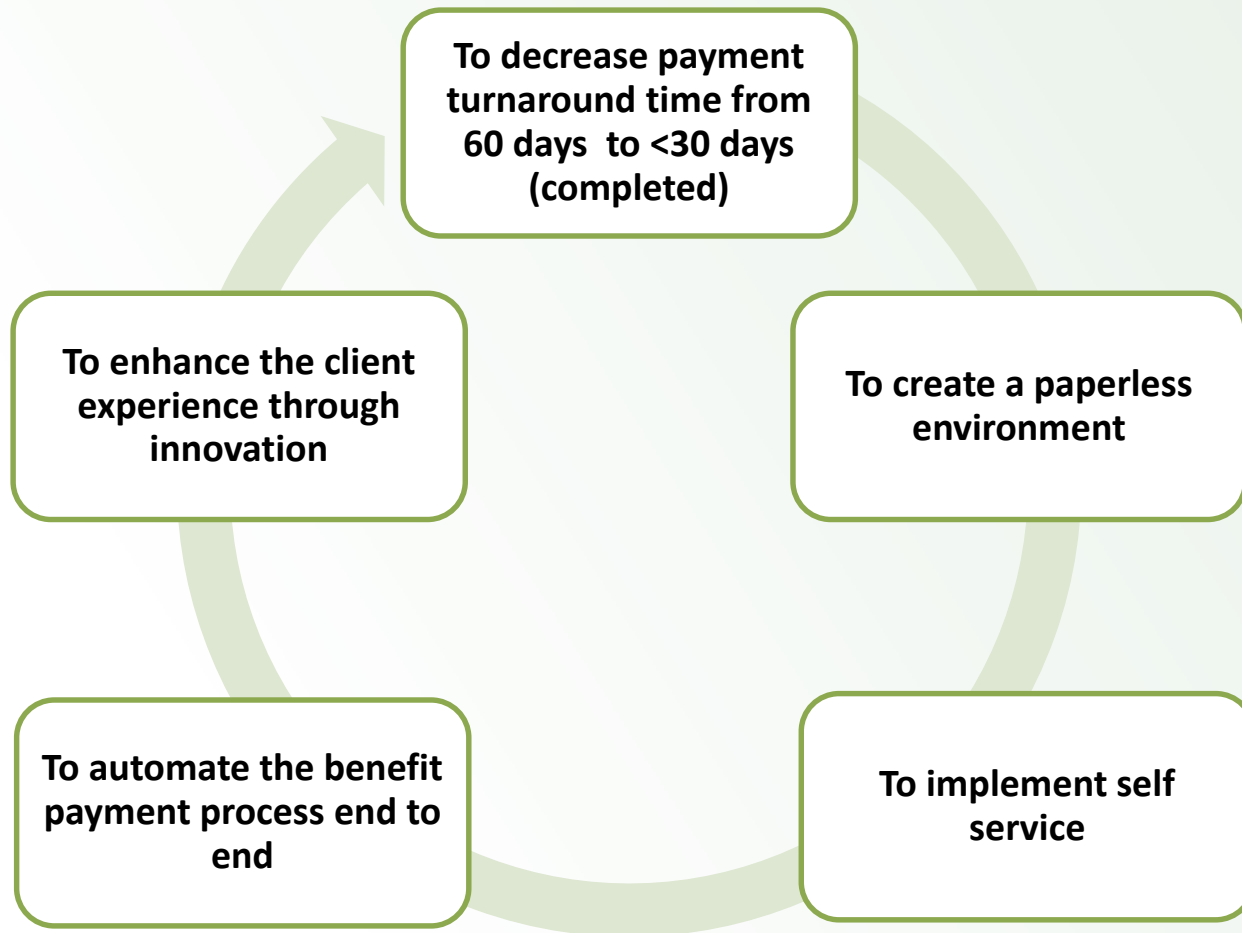 To decrease payment
turnaround time from
60 days  to <30 days
(completed)
To create a paperless
environment
To implement self
service
To automate the benefit
payment process end to
end
To enhance the client
experience through
innovation